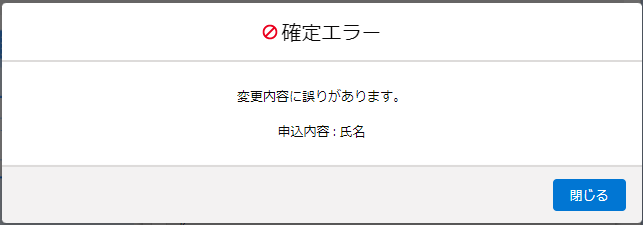 確定エラー
変更内容に誤りがあります。
申込内容 : 氏名
閉じる